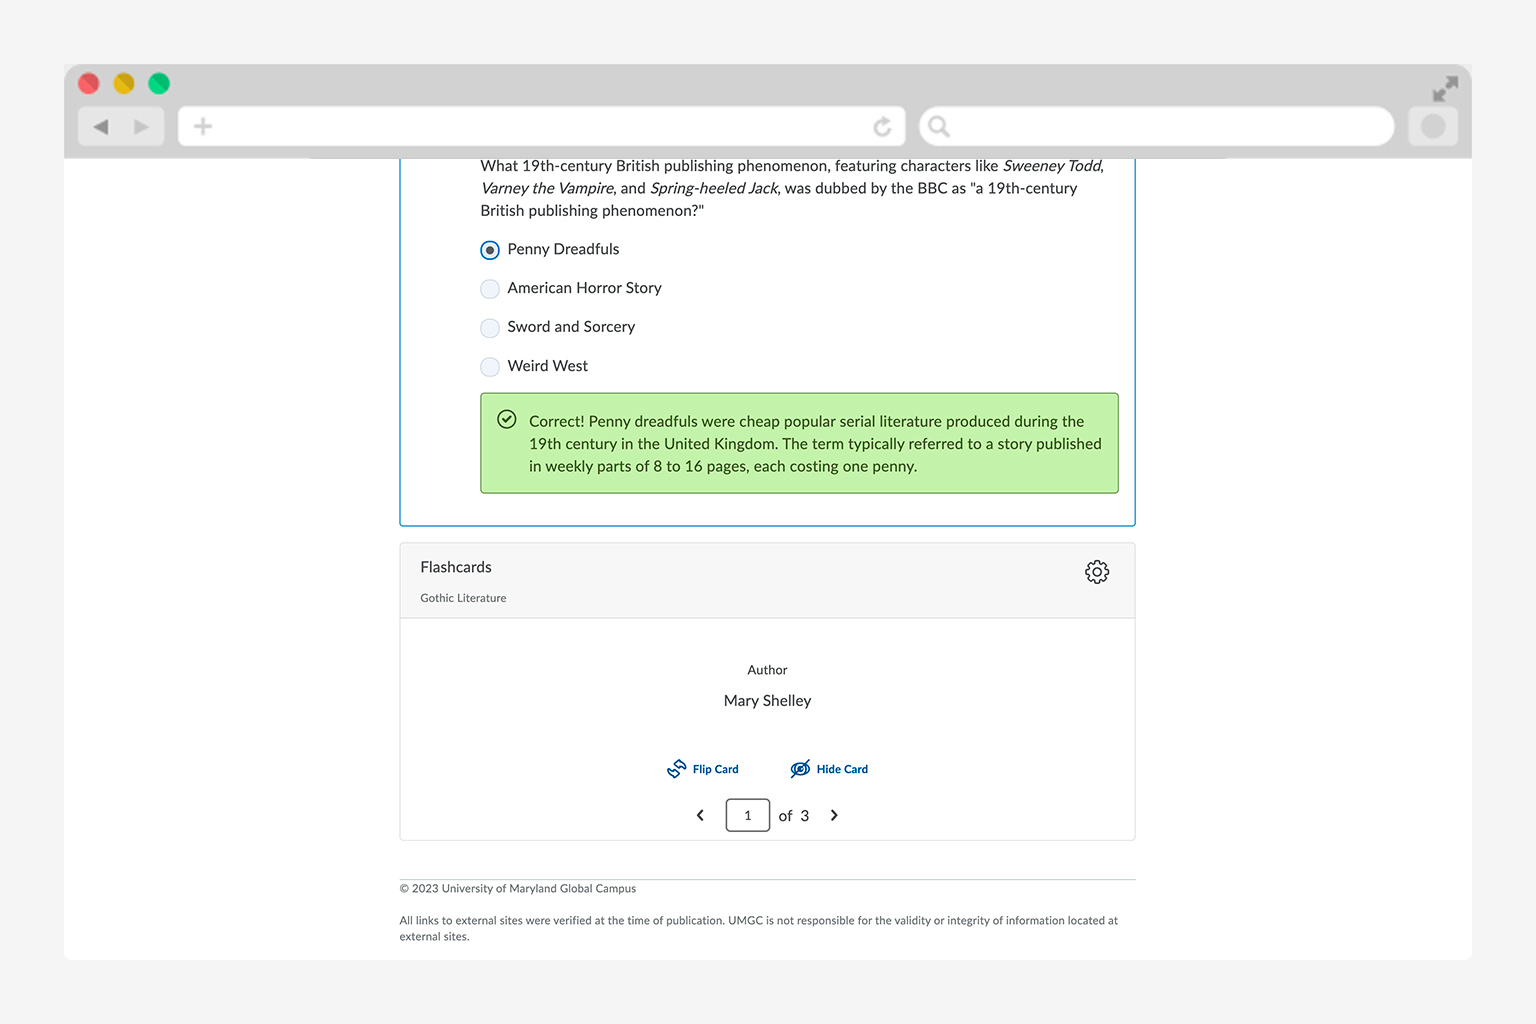 What 19th-century British publishing phenomenon, featuring characters like Sweeney Todd,
Varney the Vampire, and Spring-heeled Jack, was dubbed by the BBC as "a 19th-century
British publishing phenomenon?"
Penny Dreadfuls
American Horror Story
Sword and Sorcery
Weird West
Correct! Penny dreadfuls were cheap popular serial literature produced during the
19th century in the United Kingdom. The term typically referred to a story published
in weekly parts of 8 to 16 pages, each costing one penny.
Flashcards
Gothic Literature
Author
Mary Shelley
Flip Card Hide Card
1 of 3
© 2023 University of Maryland Global Campus
All links to external sites were verified at the time of publication. UMGC is not responsible for the validity or integrity of information located at
external sites.